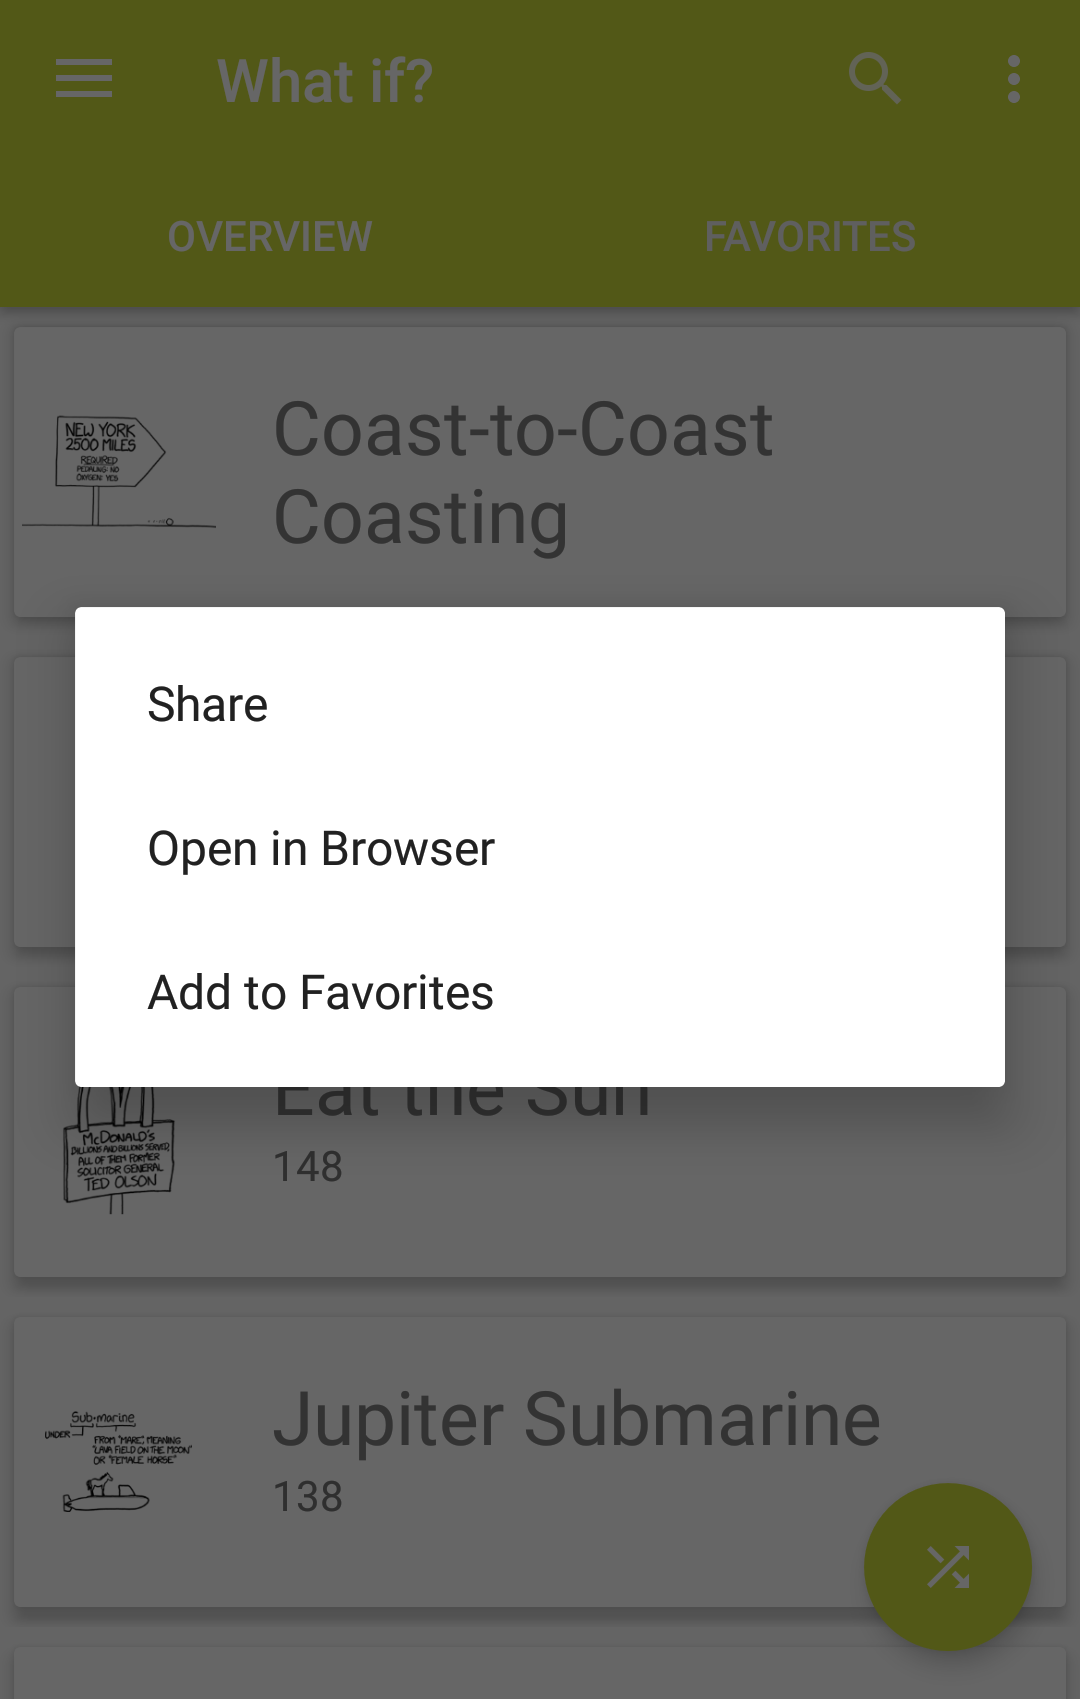 What if?
OVERVIEW
FAVORITES
NEW YORK
2500 MILES
REQUIRED
PEDALING: NO
OXYGEN: YES
Coast-to-Coast
Coasting
Share
Open in Browser
Add to Favorites
Eat the Sun
148
McDONALD'S
BILLIONS AND BILLIONS SERVED,
ALL OF THEM FORMER
SOLICITOR GENERAL
TED OLSON
Jupiter Submarine
138
Sub·marine
UNDER
FROM "MARE," MEANING
"LAVA FIELD ON THE MOON"
OR "FEMALE HORSE"